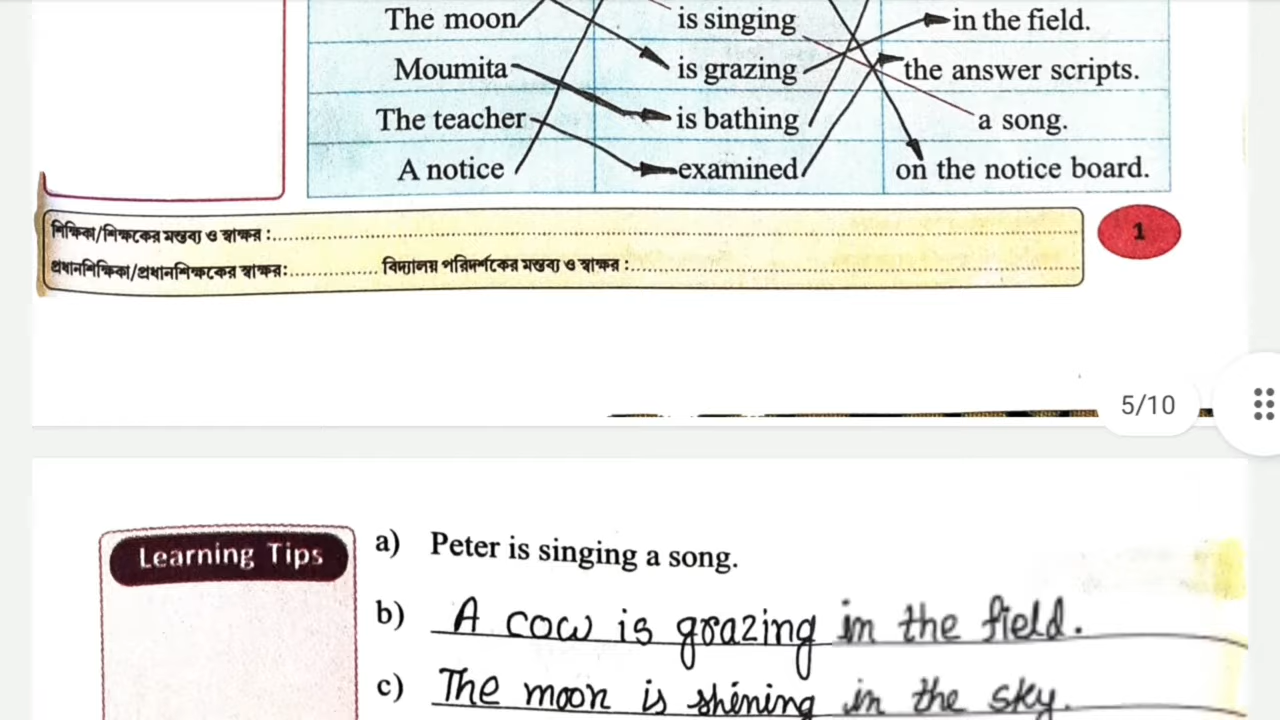 The moon is singing in the field.
Moumita is grazing the answer scripts.
The teacher is bathing a song.
A notice examined on the notice board.
শিক্ষিকা/শিক্ষকের মন্তব্য ও স্বাক্ষর :
1
প্রধানশিক্ষিকা/প্রধানশিক্ষকের স্বাক্ষর: বিদ্যালয় পরিদর্শকের মন্তব্য ও স্বাক্ষর :
5/10
Learning Tips
a) Peter is singing a song.
b) A cow is grazing in the field.
c) The moon is shining in the sky.